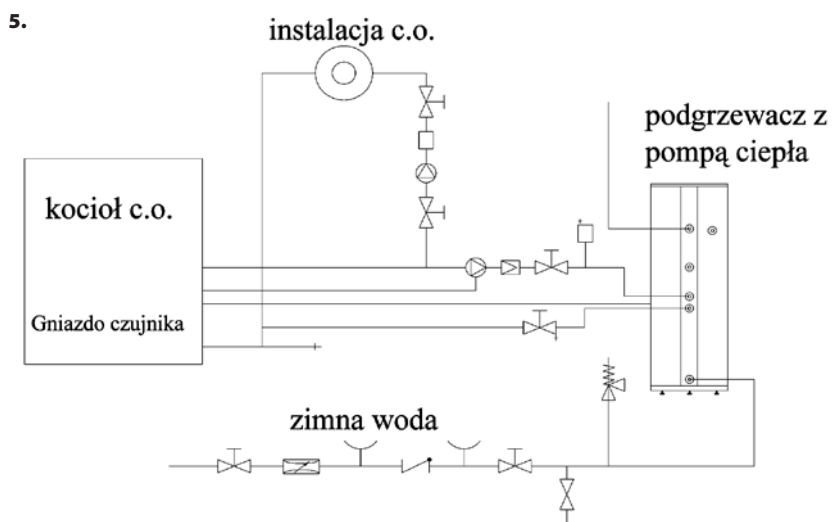 5.
instalacja c.o.
podgrzewacz z
pompą ciepła
kocioł c.o.
Gniazdo czujnika
zimna woda